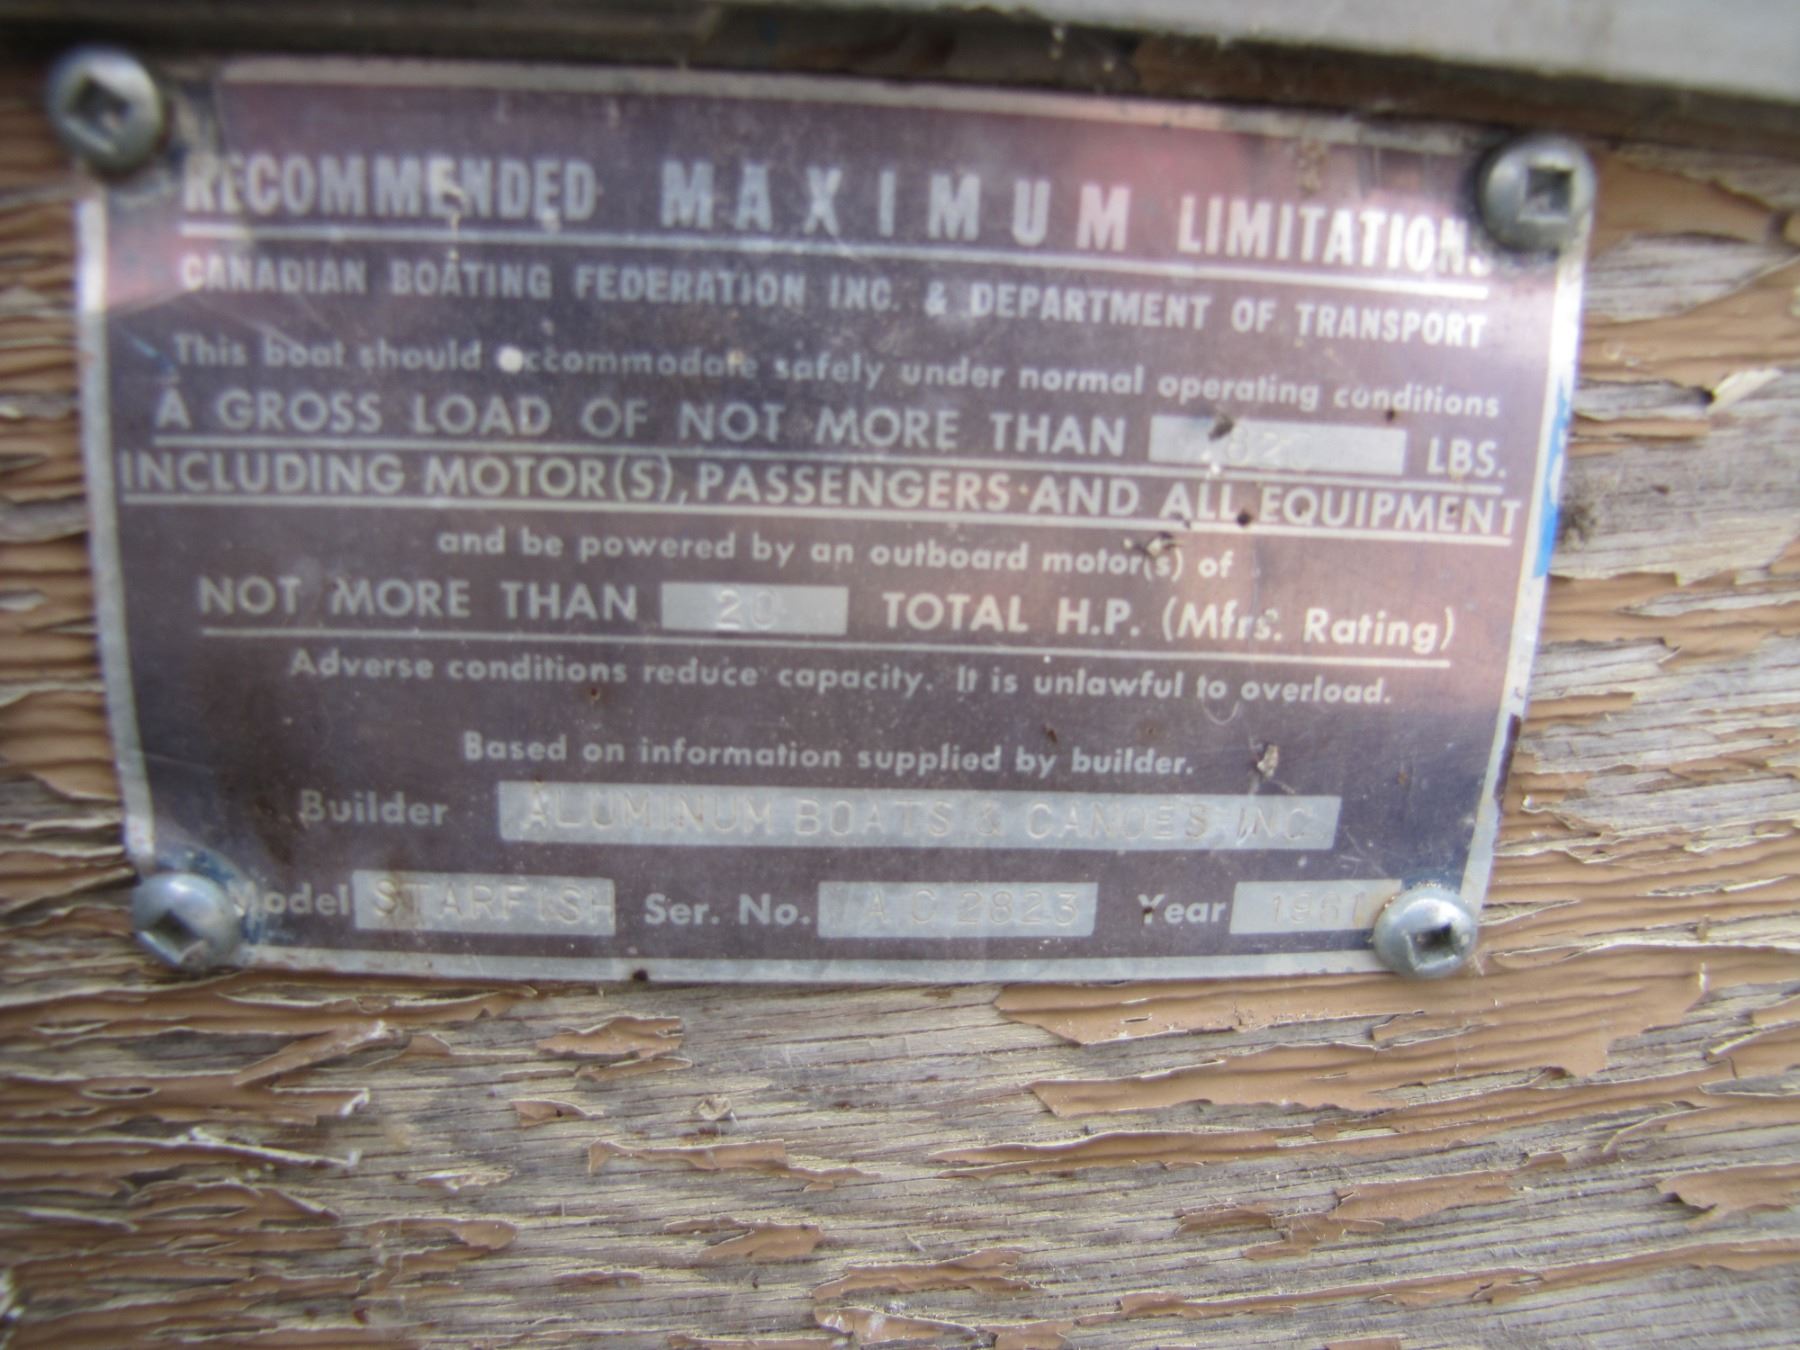 RECOMMENDED MAXIMUM LIMITATIONS
CANADIAN BOATING FEDERATION INC. & DEPARTMENT OF TRANSPORT
This boat should accommodate safely under normal operating conditions
A GROSS LOAD OF NOT MORE THAN LBS.
INCLUDING MOTOR(S), PASSENGERS AND ALL EQUIPMENT
and be powered by an outboard motor(s) of
NOT MORE THAN 20 TOTAL H.P. (Mfrs. Rating)
Adverse conditions reduce capacity. It is unlawful to overload.
Based on information supplied by builder.
Builder ALUMINUM BOATS & CANOES INC
Model STARFISH Ser. No. AC 2823 Year 1961